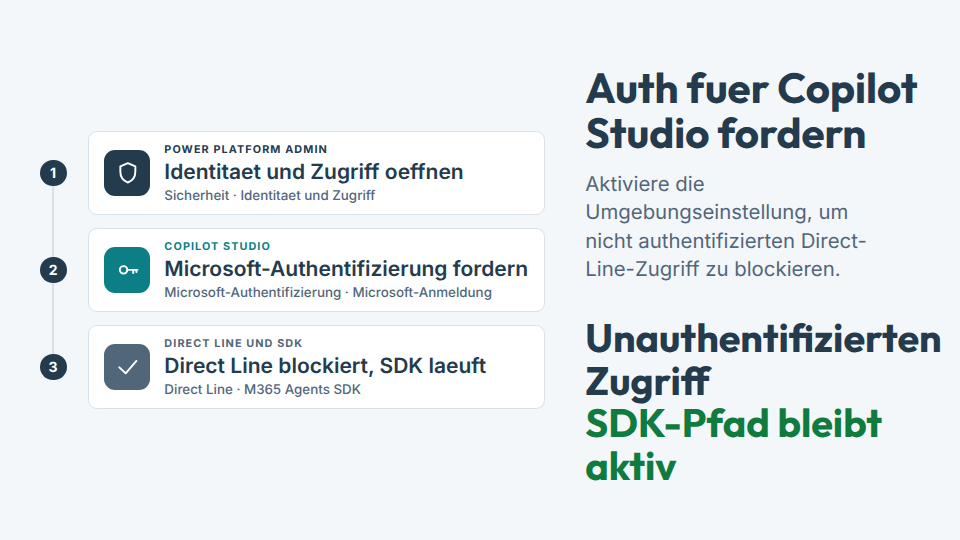 1
POWER PLATFORM ADMIN
Identitaet und Zugriff oeffnen
Sicherheit · Identitaet und Zugriff
2
COPILOT STUDIO
Microsoft-Authentifizierung fordern
Microsoft-Authentifizierung · Microsoft-Anmeldung
3
DIRECT LINE UND SDK
Direct Line blockiert, SDK laeuft
Direct Line · M365 Agents SDK
Auth fuer Copilot
Studio fordern
Aktiviere die
Umgebungseinstellung, um
nicht authentifizierten Direct-
Line-Zugriff zu blockieren.
Unauthentifizierten
Zugriff
SDK-Pfad bleibt
aktiv